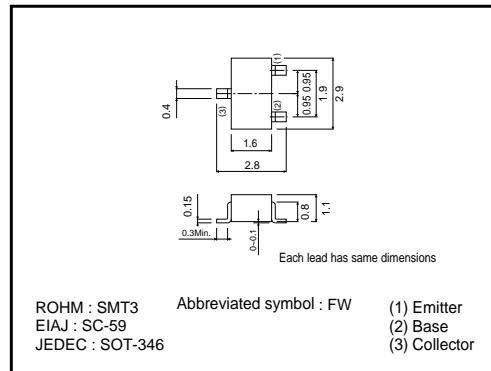 (1)
(3)
(2)
0.4
0.95 0.95
1.9
2.9
1.6
2.8
0.15
0.3Min.
0~0.1
0.8
1.1
Each lead has same dimensions
ROHM : SMT3
EIAJ : SC-59
JEDEC : SOT-346
Abbreviated symbol : FW
(1) Emitter
(2) Base
(3) Collector